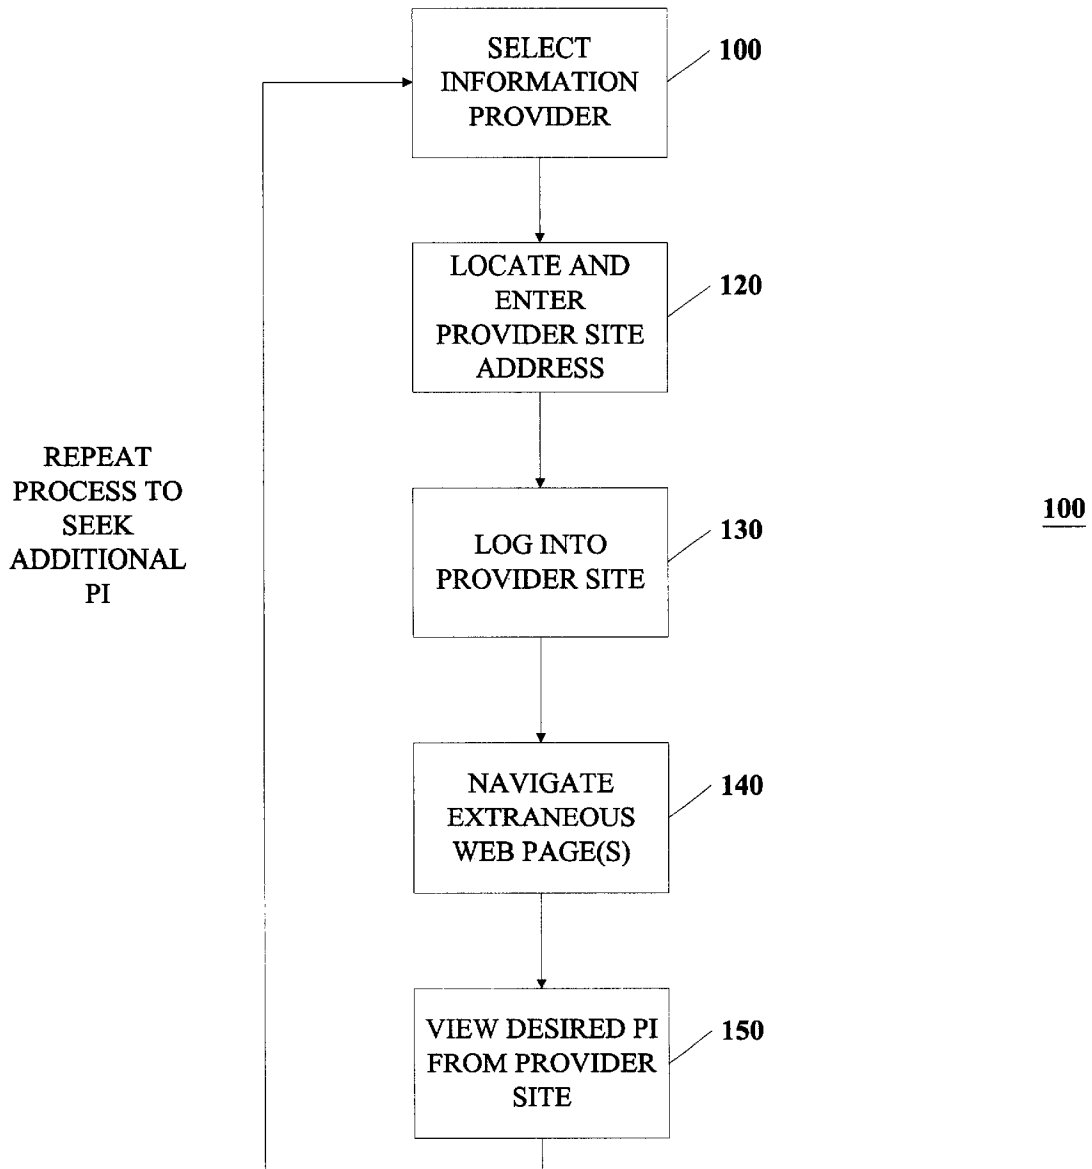 SELECT
INFORMATION
PROVIDER
100
LOCATE AND
ENTER
PROVIDER SITE
ADDRESS
120
REPEAT
PROCESS TO
SEEK
ADDITIONAL
PI
LOG INTO
PROVIDER SITE
130
100
NAVIGATE
EXTRANEOUS
WEB PAGE(S)
140
VIEW DESIRED PI
FROM PROVIDER
SITE
150